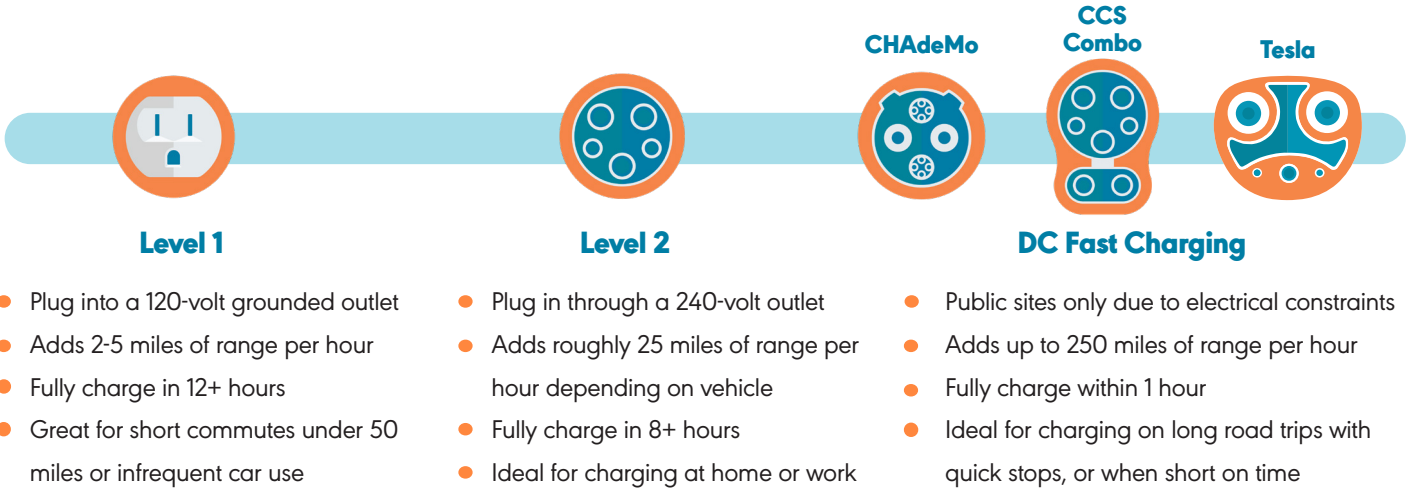 CHAdeMo
CCS
Combo
Tesla
Level 1
Plug into a 120-volt grounded outlet
Adds 2-5 miles of range per hour
Fully charge in 12+ hours
Great for short commutes under 50
miles or infrequent car use
Level 2
Plug in through a 240-volt outlet
Adds roughly 25 miles of range per
hour depending on vehicle
Fully charge in 8+ hours
Ideal for charging at home or work
DC Fast Charging
Public sites only due to electrical constraints
Adds up to 250 miles of range per hour
Fully charge within 1 hour
Ideal for charging on long road trips with
quick stops, or when short on time